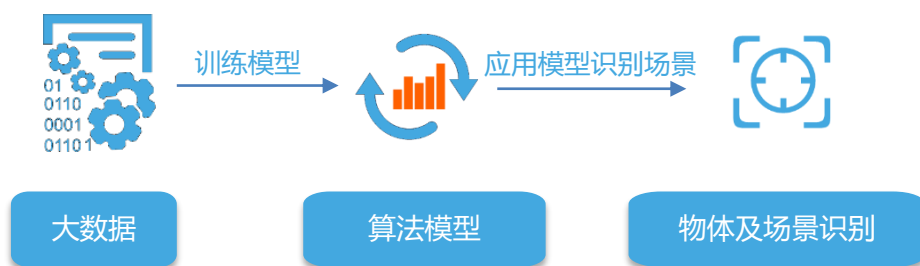 训练模型
应用模型识别场景
01
0110
0001
01101
大数据
算法模型
物体及场景识别